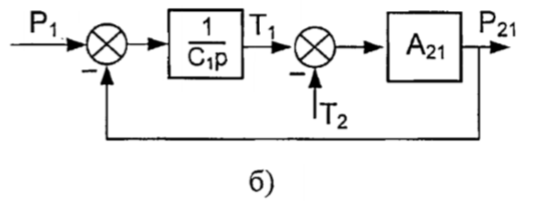 P₁
1
C₁p
T₁
A₂₁
P₂₁
T₂
б)